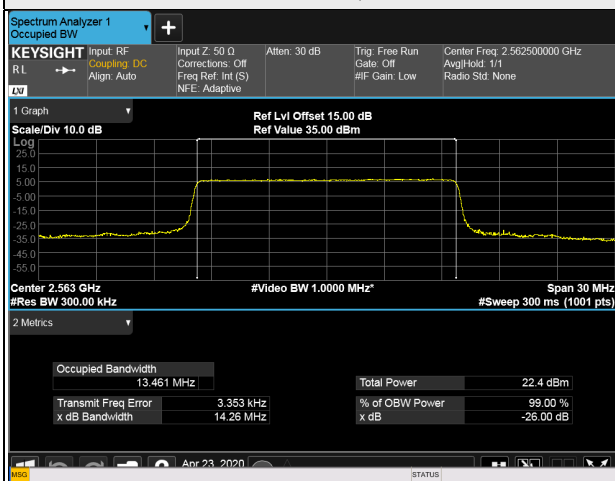 Spectrum Analyzer 1
Occupied BW
+
KEYSIGHT Input: RF Input Z: 50 Ω Atten: 30 dB Trig: Free Run Center Freq: 2.562500000 GHz
RL Coupling: DC Corrections: Off Gate: Off Avg|Hold: 1/1
Align: Auto Freq Ref: Int (S) #IF Gain: Low Radio Std: None
LXI NFE: Adaptive
1 Graph
Ref Lvl Offset 15.00 dB
Scale/Div 10.0 dB Ref Value 35.00 dBm
Log
25.0
15.0
5.00
-5.00
-15.0
-25.0
-35.0
-45.0
-55.0
Center 2.563 GHz #Video BW 1.0000 MHz* Span 30 MHz
#Res BW 300.00 kHz #Sweep 300 ms (1001 pts)
2 Metrics
Occupied Bandwidth
13.461 MHz Total Power 22.4 dBm
Transmit Freq Error 3.353 kHz % of OBW Power 99.00 %
x dB Bandwidth 14.26 MHz x dB -26.00 dB
Apr 23, 2020
MSG STATUS